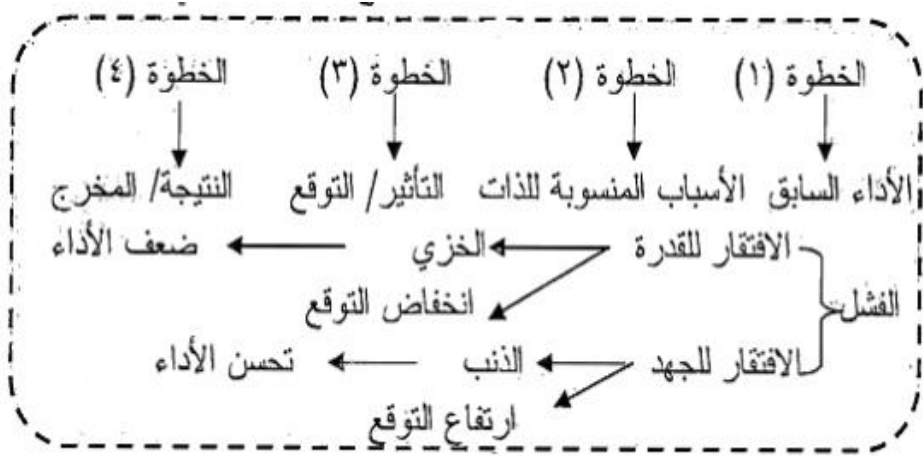 الخطوة (١) الخطوة (٢) الخطوة (٣) الخطوة (٤)
الأداء السابق الأسباب المنسوبة للذات التأثير/ التوقع النتيجة/ المخرج
الافتقار للقدرة الخزي ضعف الأداء
انخفاض التوقع
الفشل
الافتقار للجهد الذنب تحسن الأداء
ارتفاع التوقع